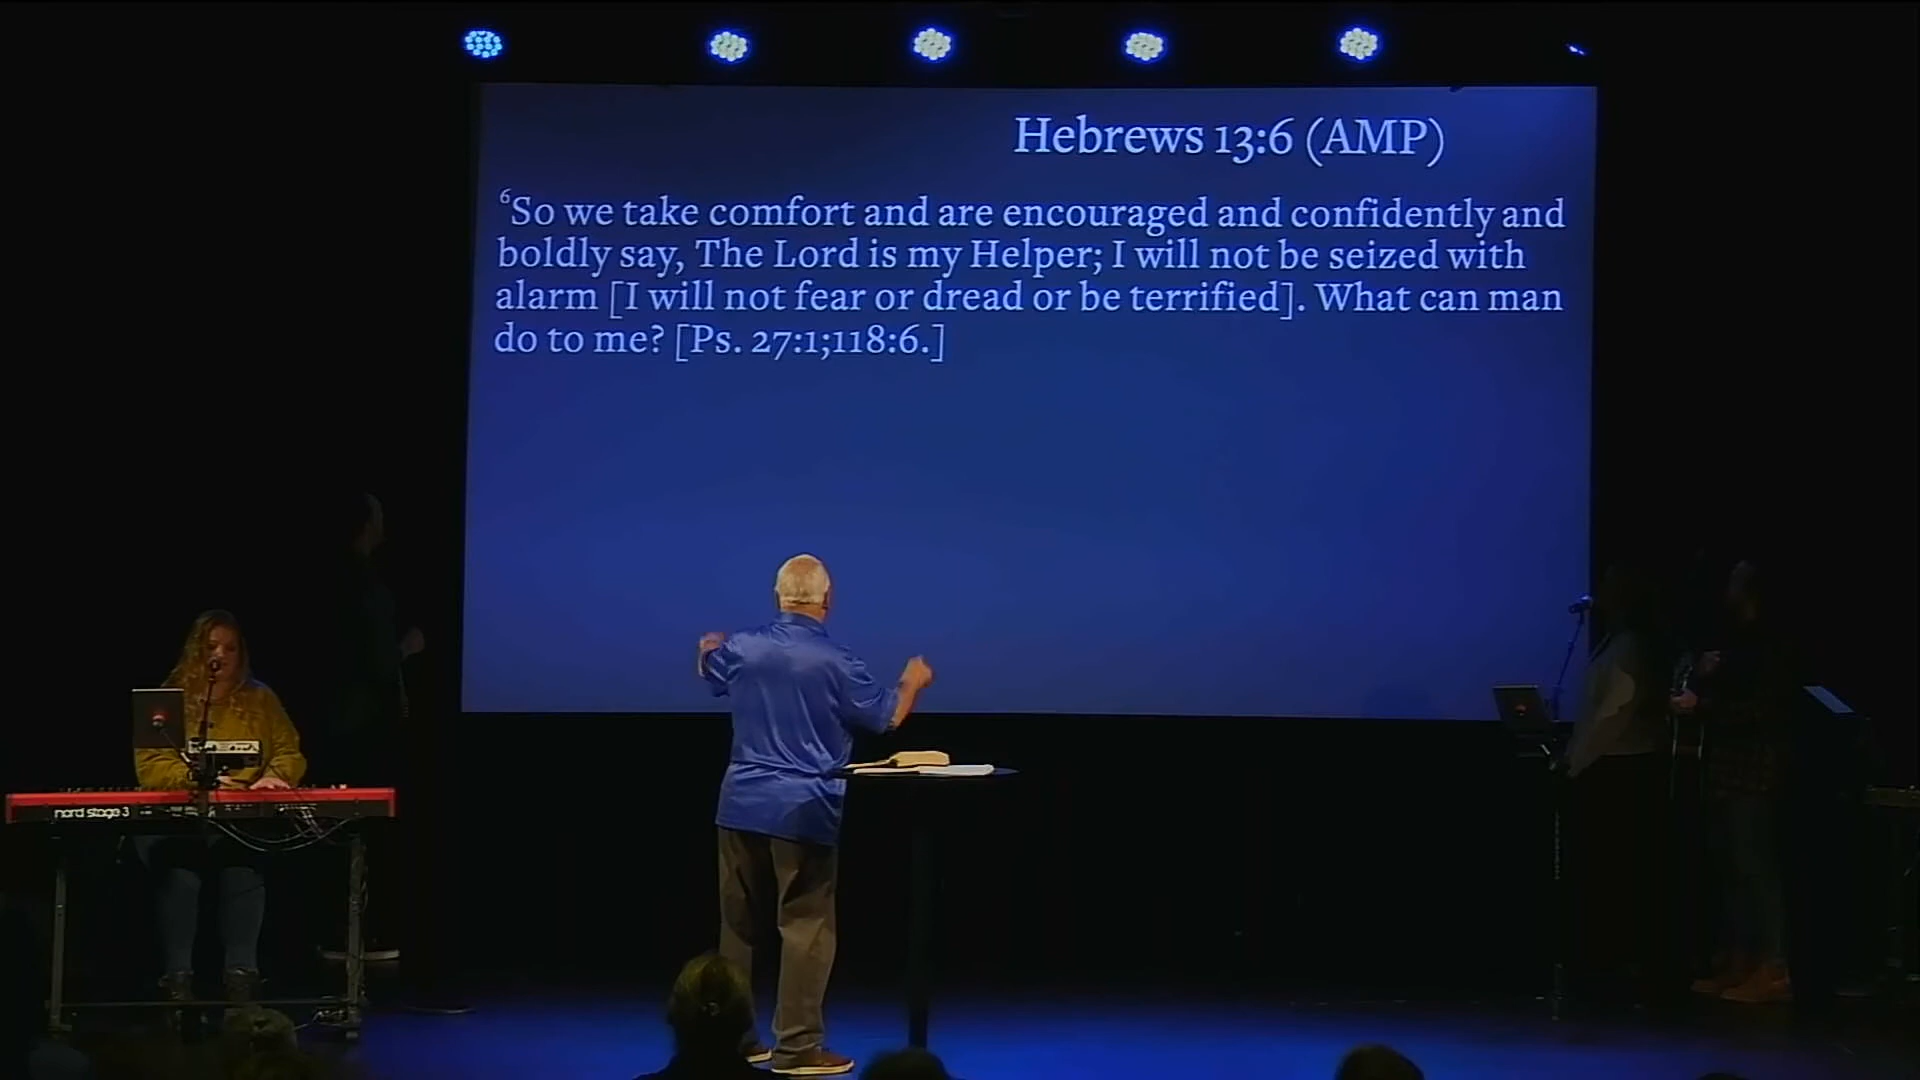 Hebrews 13:6 (AMP)
⁶So we take comfort and are encouraged and confidently and
boldly say, The Lord is my Helper; I will not be seized with
alarm [I will not fear or dread or be terrified]. What can man
do to me? [Ps. 27:1;118:6.]
nord stage 3